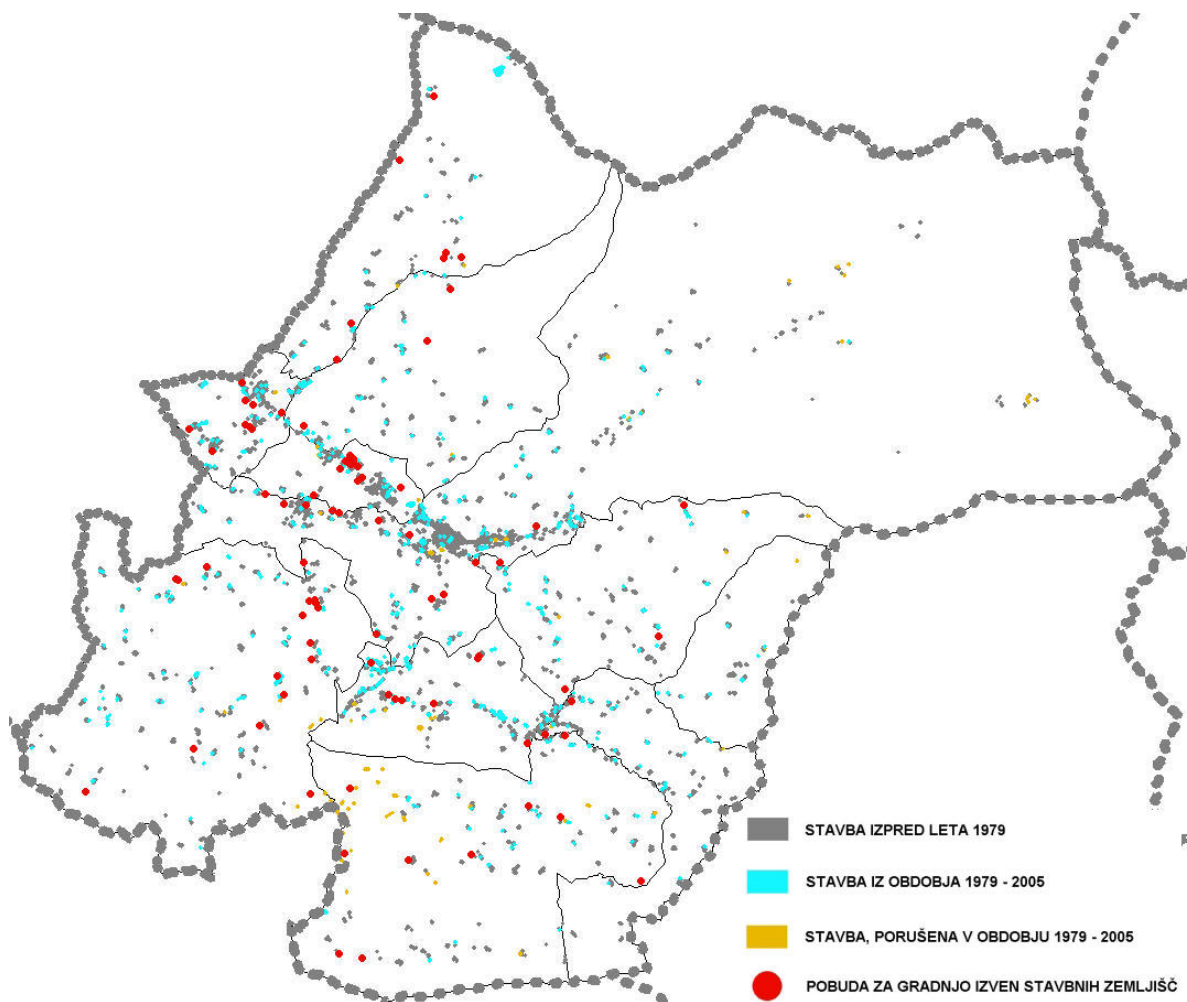 STAVBA IZPRED LETA 1979
STAVBA IZ OBDOBJA 1979 - 2005
STAVBA, PORUŠENA V OBDOBJU 1979 - 2005
POBUDA ZA GRADNJO IZVEN STAVBNIH ZEMLJIŠČ